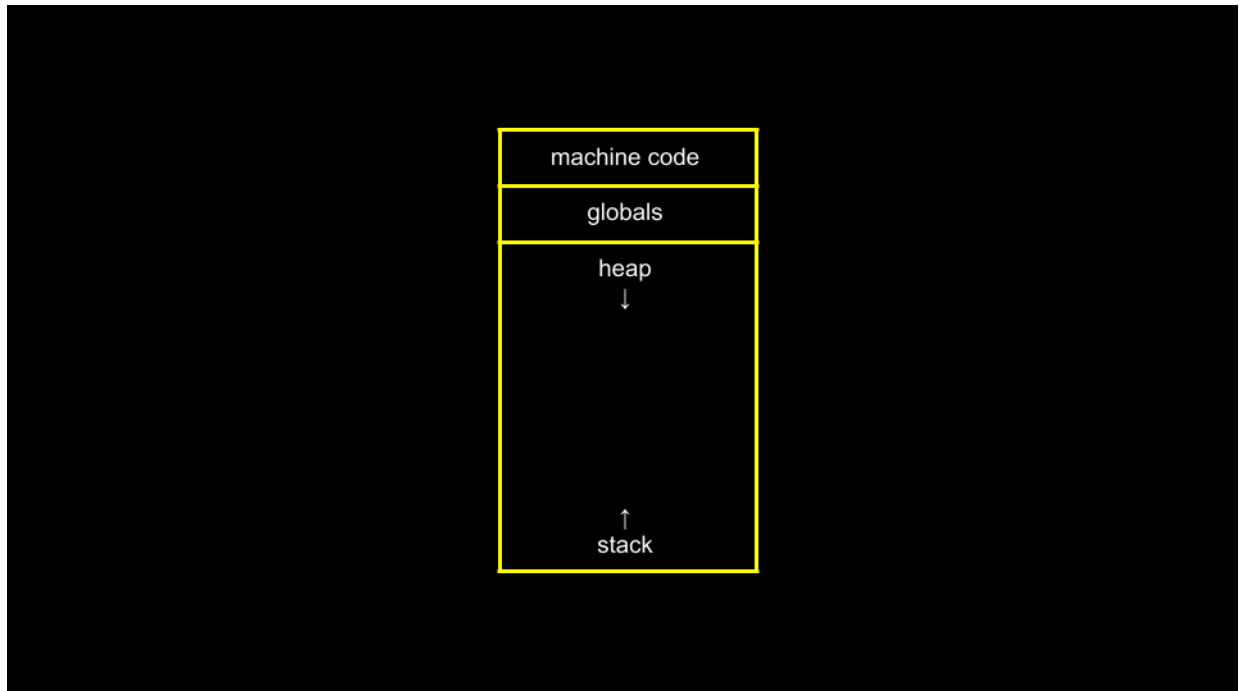 machine code
globals
heap
↓
↑
stack